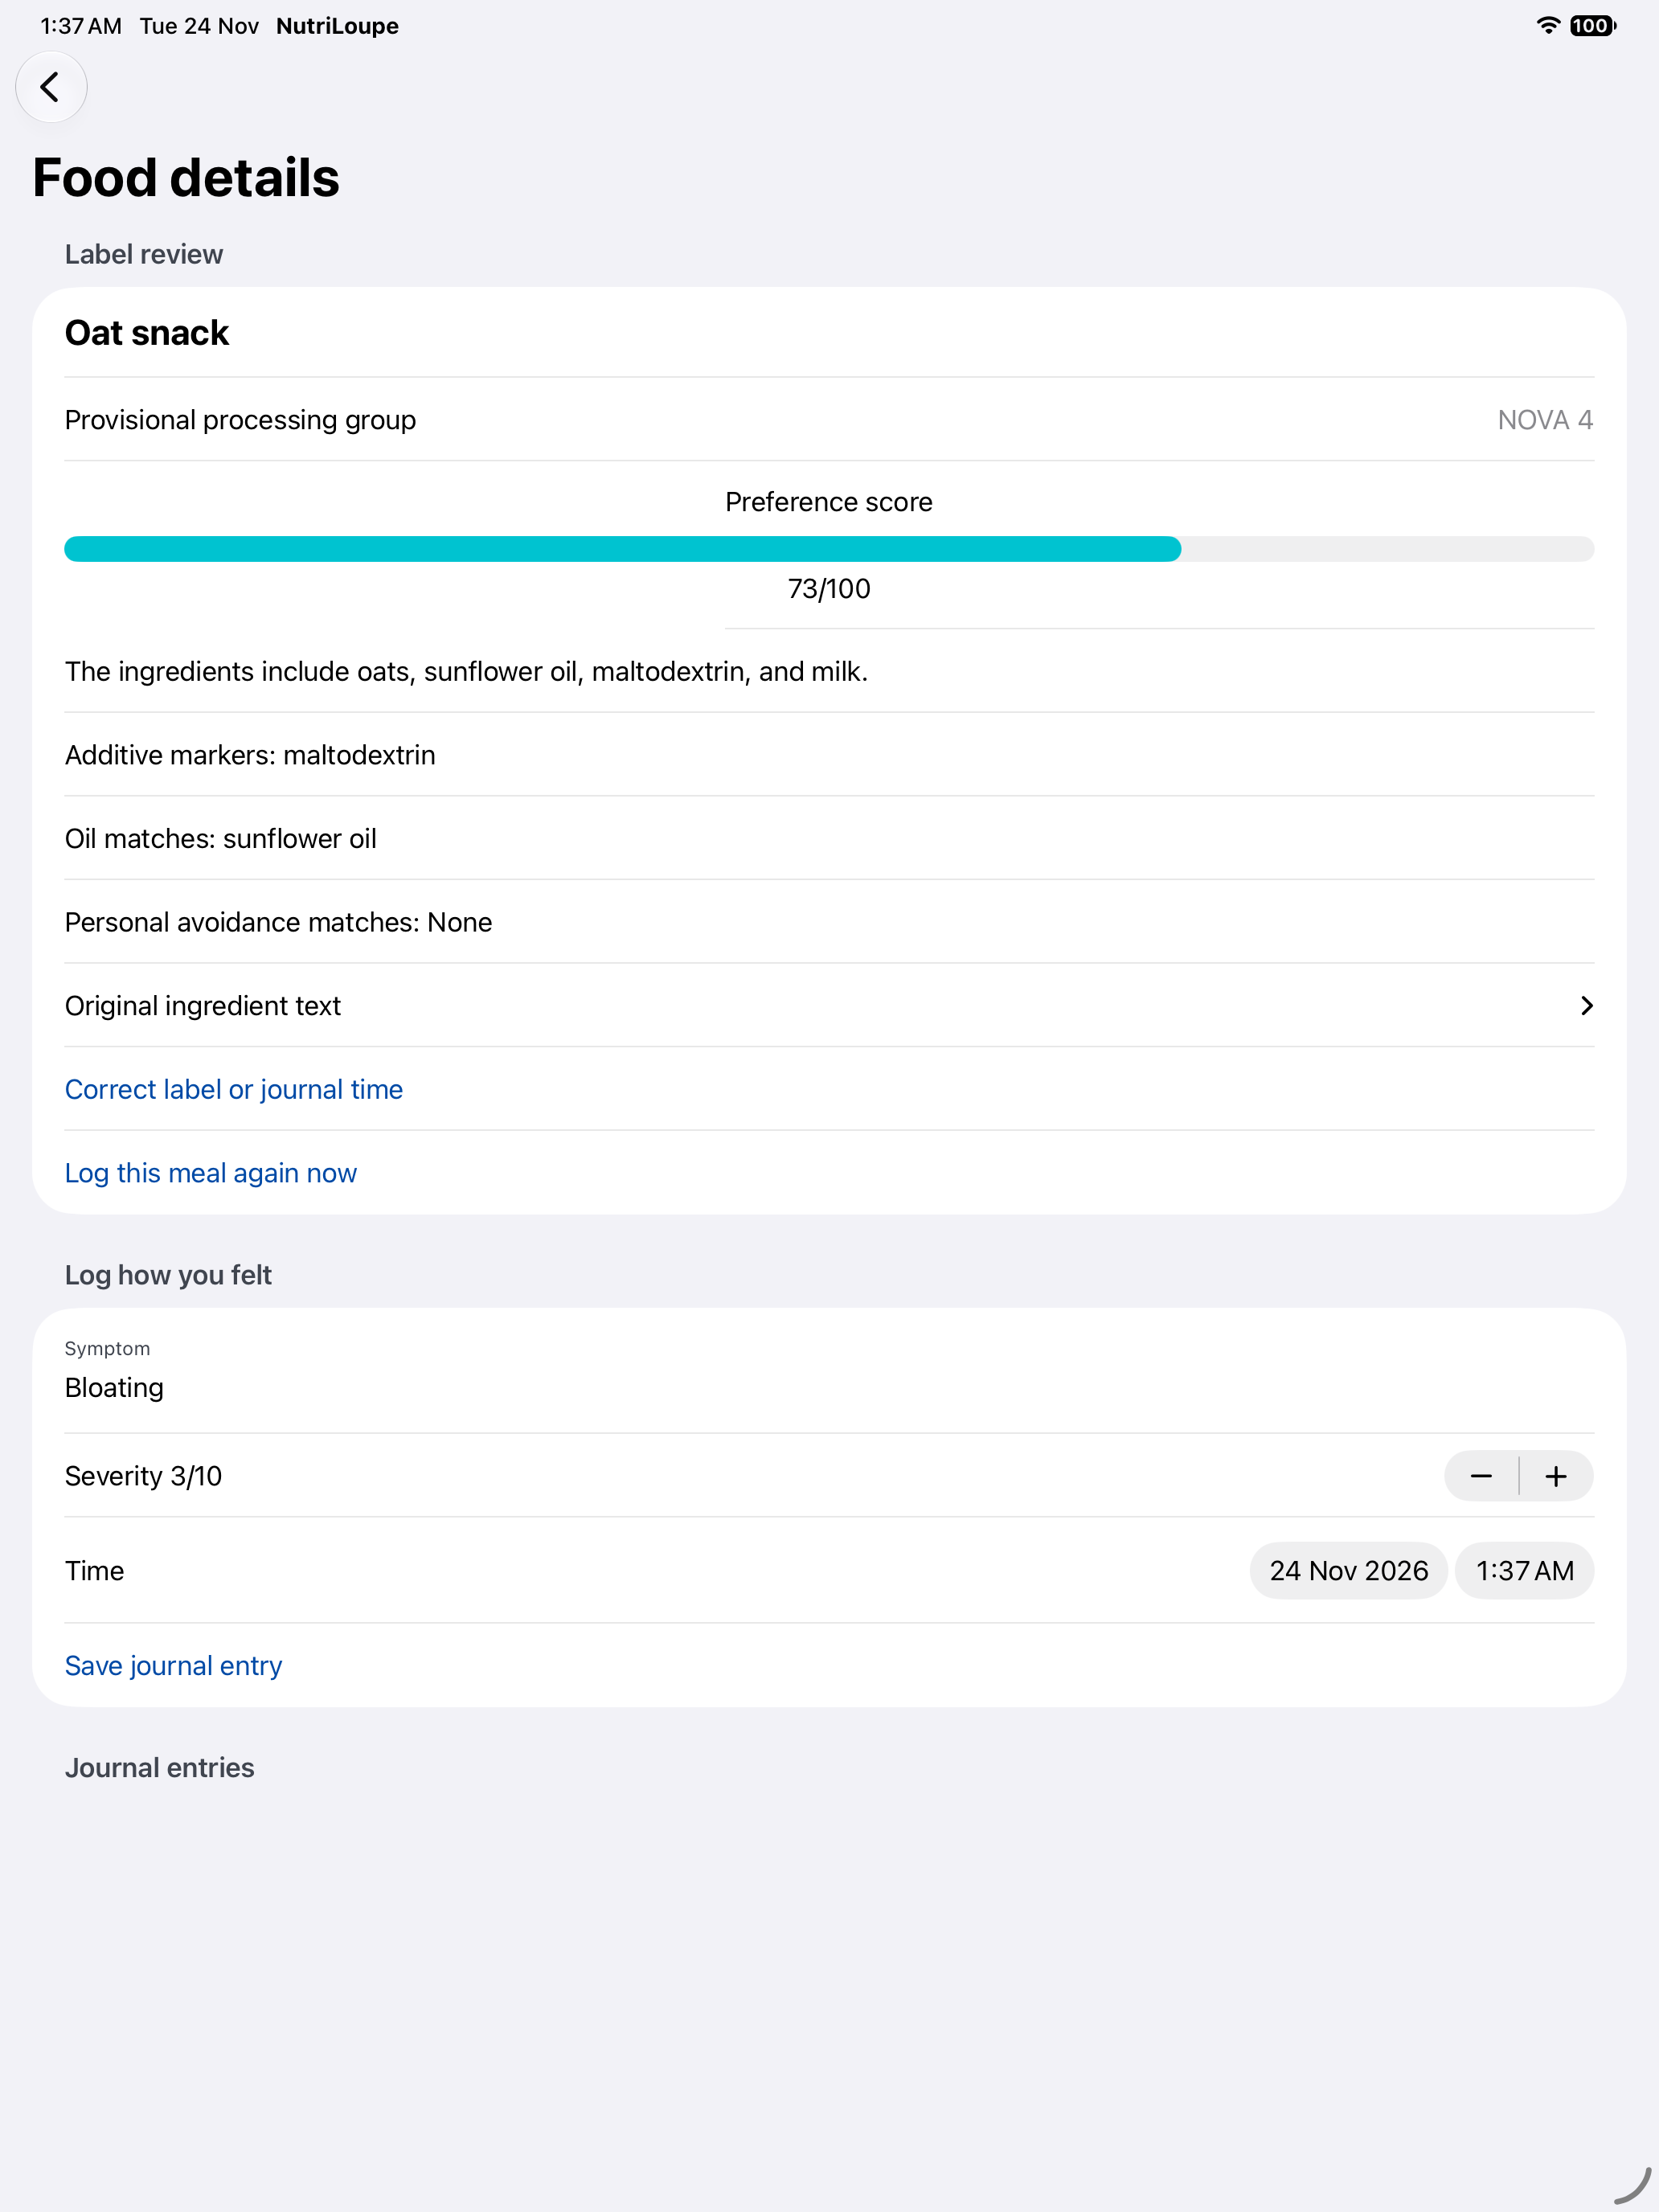 1:37 AM Tue 24 Nov NutriLoupe 100
Food details
Label review
Oat snack
Provisional processing group NOVA 4
Preference score
73/100
The ingredients include oats, sunflower oil, maltodextrin, and milk.
Additive markers: maltodextrin
Oil matches: sunflower oil
Personal avoidance matches: None
Original ingredient text
Correct label or journal time
Log this meal again now
Log how you felt
Symptom
Bloating
Severity 3/10
Time 24 Nov 2026 1:37 AM
Save journal entry
Journal entries